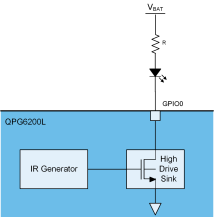 VBAT
R
GPIO0
QPG6200L
IR Generator
High
Drive
Sink